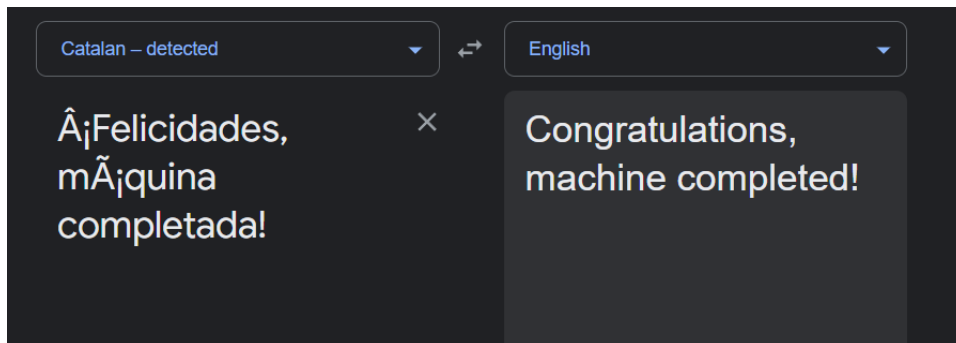 Catalan – detected
English
Â¡Felicidades,
mÃ¡quina
completada!
Congratulations,
machine completed!